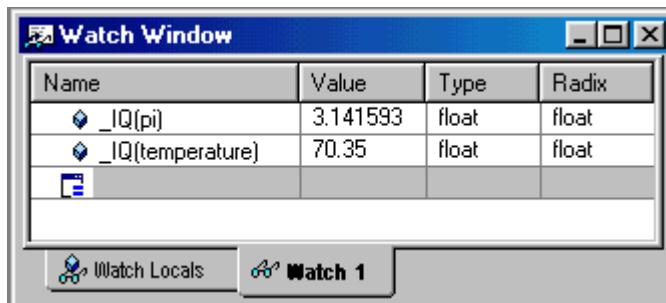 Watch Window
Name Value Type Radix
_IQ(pi) 3.141593 float float
_IQ(temperature) 70.35 float float
Watch Locals Watch 1